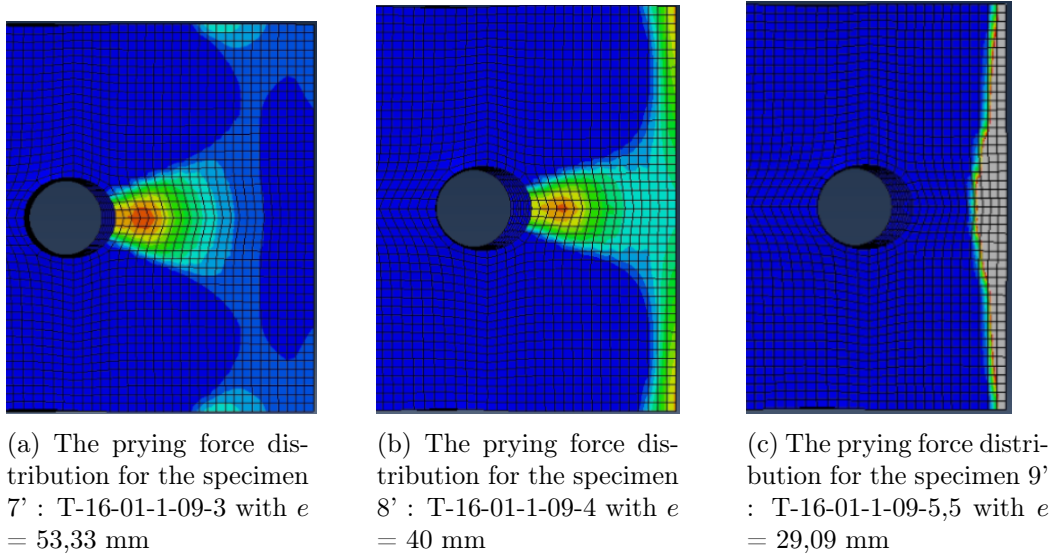 (a) The prying force dis-
tribution for the specimen
7’ : T-16-01-1-09-3 with e
= 53,33 mm
(b) The prying force dis-
tribution for the specimen
8’ : T-16-01-1-09-4 with e
= 40 mm
(c) The prying force distri-
bution for the specimen 9’
: T-16-01-1-09-5,5 with e
= 29,09 mm